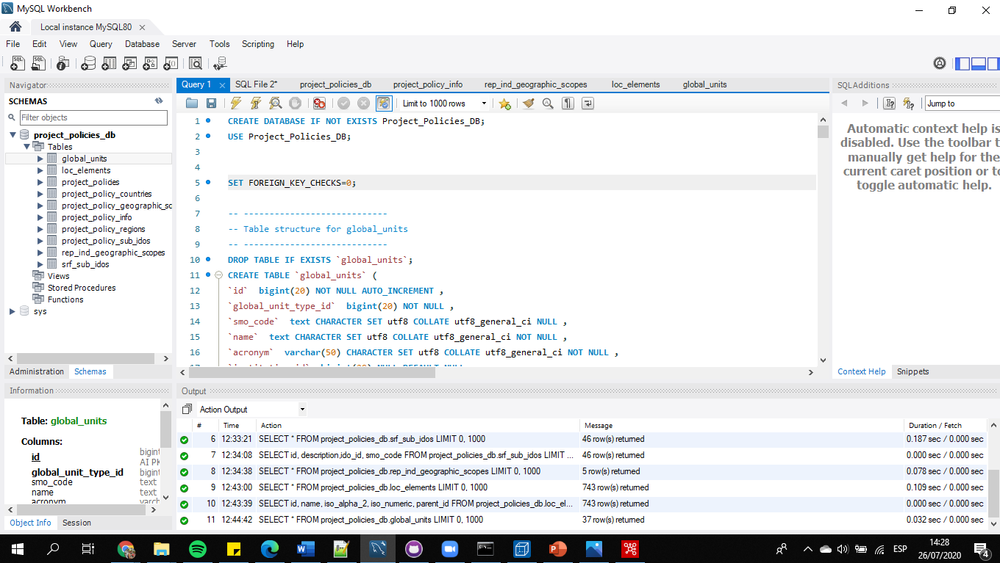 MySQL Workbench
Local instance MySQL80
File Edit View Query Database Server Tools Scripting Help
Navigator
SCHEMAS
Filter objects
project_policies_db
Tables
global_units
loc_elements
project_policies
project_policy_countries
project_policy_geographic_sc
project_policy_info
project_policy_regions
project_policy_sub_idos
rep_ind_geographic_scopes
srf_sub_idos
Views
Stored Procedures
Functions
sys
Administration Schemas
Information
Table: global_units
Columns:
id bigint
AI PK
global_unit_type_id bigint
smo_code text
name text
acronym varch
Object Info Session
Query 1 SQL File 2* project_policies_db project_policy_info rep_ind_geographic_scopes loc_elements global_units
Limit to 1000 rows
1 CREATE DATABASE IF NOT EXISTS Project_Policies_DB;
2 USE Project_Policies_DB;
3
4
5 SET FOREIGN_KEY_CHECKS=0;
6
7 -- ----------------------------
8 -- Table structure for global_units
9 -- ----------------------------
10 DROP TABLE IF EXISTS `global_units`;
11 CREATE TABLE `global_units` (
12 `id` bigint(20) NOT NULL AUTO_INCREMENT ,
13 `global_unit_type_id` bigint(20) NOT NULL ,
14 `smo_code` text CHARACTER SET utf8 COLLATE utf8_general_ci NULL ,
15 `name` text CHARACTER SET utf8 COLLATE utf8_general_ci NOT NULL ,
16 `acronym` varchar(50) CHARACTER SET utf8 COLLATE utf8_general_ci NOT NULL ,
SQLAdditions
Jump to
Automatic context help is
disabled. Use the toolbar t
manually get help for the
current caret position or to
toggle automatic help.
Context Help Snippets
Output
Action Output
# Time Action Message Duration / Fetch
6 12:33:21 SELECT * FROM project_policies_db.srf_sub_idos LIMIT 0, 1000 46 row(s) returned 0.187 sec / 0.000 sec
7 12:34:08 SELECT id, description,ido_id, smo_code FROM project_policies_db.srf_sub_idos LIMIT ... 46 row(s) returned 0.000 sec / 0.000 sec
8 12:34:38 SELECT * FROM project_policies_db.rep_ind_geographic_scopes LIMIT 0, 1000 5 row(s) returned 0.078 sec / 0.000 sec
9 12:43:00 SELECT * FROM project_policies_db.loc_elements LIMIT 0, 1000 743 row(s) returned 0.109 sec / 0.000 sec
10 12:43:39 SELECT id, name, iso_alpha_2, iso_numeric, parent_id FROM project_policies_db.loc_el... 743 row(s) returned 0.000 sec / 0.000 sec
11 12:44:42 SELECT * FROM project_policies_db.global_units LIMIT 0, 1000 37 row(s) returned 0.032 sec / 0.000 sec
ESP
14:28
26/07/2020
4